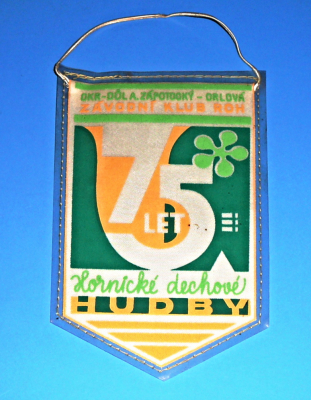 OKR - DŮL A. ZÁPOTOCKÝ - ORLOVÁ
ZÁVODNÍ KLUB ROH
75
LET
Hornické dechové
HUDBY